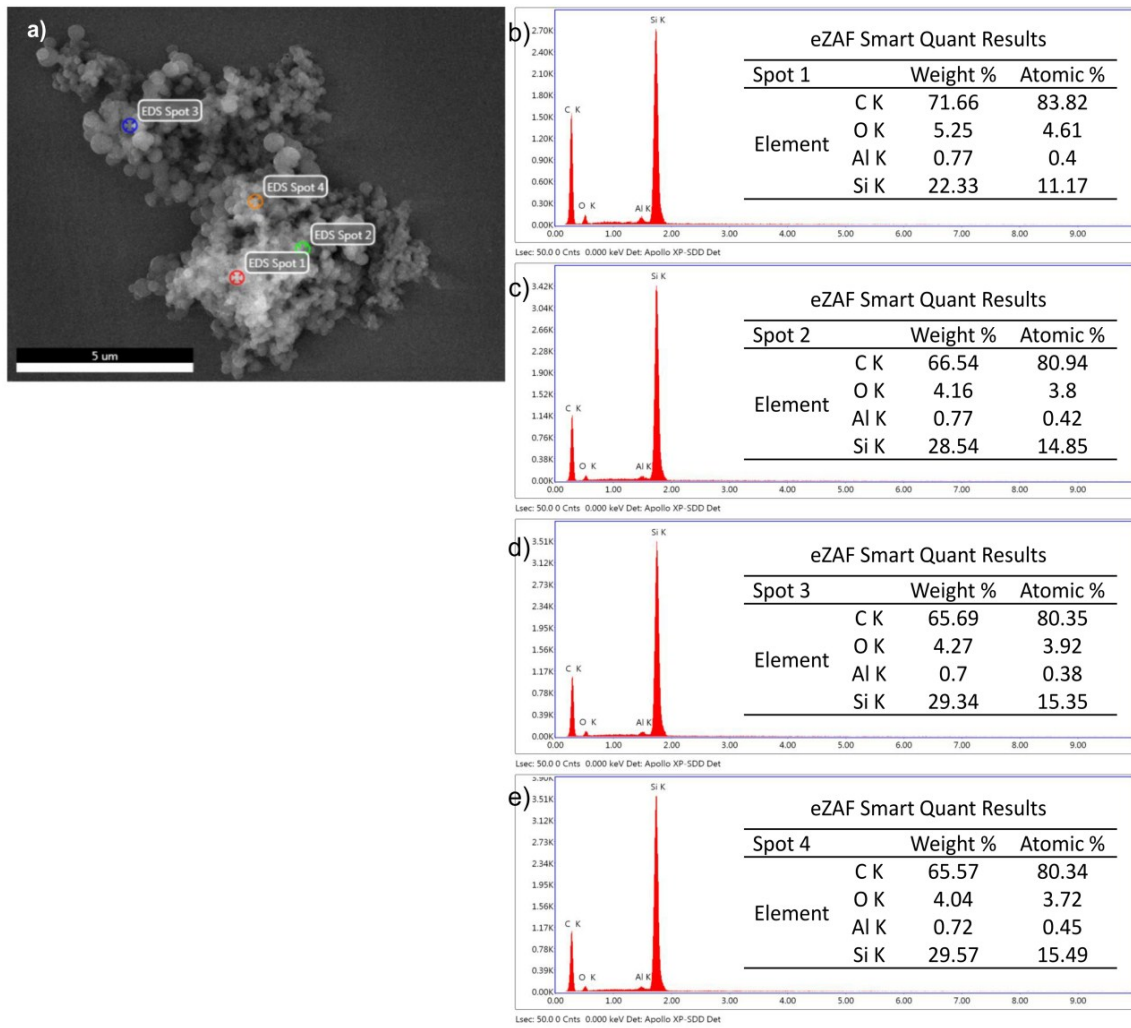 a)
EDS Spot 3
EDS Spot 4
EDS Spot 2
EDS Spot 1
5 um
b)
2.70K
2.40K
2.10K
1.80K
1.50K
1.20K
0.90K
0.60K
0.30K
0.00K
C K
O K
Al K
Si K
0.00 1.00 2.00 3.00 4.00 5.00 6.00 7.00 8.00 9.00
Lsec: 50.0 0 Cnts 0.000 keV Det: Apollo XP-SDD Det
eZAF Smart Quant Results
Spot 1 Weight % Atomic %
Element
C K 71.66 83.82
O K 5.25 4.61
Al K 0.77 0.4
Si K 22.33 11.17
c)
3.42K
3.04K
2.66K
2.28K
1.90K
1.52K
1.14K
0.76K
0.38K
0.00K
C K
O K
Al K
Si K
0.00 1.00 2.00 3.00 4.00 5.00 6.00 7.00 8.00 9.00
Lsec: 50.0 0 Cnts 0.000 keV Det: Apollo XP-SDD Det
eZAF Smart Quant Results
Spot 2 Weight % Atomic %
Element
C K 66.54 80.94
O K 4.16 3.8
Al K 0.77 0.42
Si K 28.54 14.85
d)
3.51K
3.12K
2.73K
2.34K
1.95K
1.56K
1.17K
0.78K
0.39K
0.00K
C K
O K
Al K
Si K
0.00 1.00 2.00 3.00 4.00 5.00 6.00 7.00 8.00 9.00
Lsec: 50.0 0 Cnts 0.000 keV Det: Apollo XP-SDD Det
eZAF Smart Quant Results
Spot 3 Weight % Atomic %
Element
C K 65.69 80.35
O K 4.27 3.92
Al K 0.7 0.38
Si K 29.34 15.35
e)
3.90K
3.51K
3.12K
2.73K
2.34K
1.95K
1.56K
1.17K
0.78K
0.39K
0.00K
C K
O K
Al K
Si K
0.00 1.00 2.00 3.00 4.00 5.00 6.00 7.00 8.00 9.00
Lsec: 50.0 0 Cnts 0.000 keV Det: Apollo XP-SDD Det
eZAF Smart Quant Results
Spot 4 Weight % Atomic %
Element
C K 65.57 80.34
O K 4.04 3.72
Al K 0.72 0.45
Si K 29.57 15.49